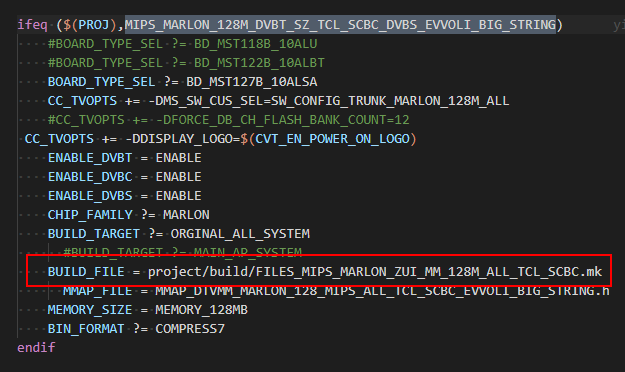 ifeq ($(PROJ),MIPS_MARLON_128M_DVBT_SZ_TCL_SCBC_DVBS_EVVOLI_BIG_STRING)
#BOARD_TYPE_SEL ?= BD_MST118B_10ALU
#BOARD_TYPE_SEL ?= BD_MST122B_10ALBT
BOARD_TYPE_SEL ?= BD_MST127B_10ALSA
CC_TVOPTS += -DMS_SW_CUS_SEL=SW_CONFIG_TRUNK_MARLON_128M_ALL
#CC_TVOPTS += -DFORCE_DB_CH_FLASH_BANK_COUNT=12
CC_TVOPTS += -DDISPLAY_LOGO=$(CVT_EN_POWER_ON_LOGO)
ENABLE_DVBT = ENABLE
ENABLE_DVBC = ENABLE
ENABLE_DVBS = ENABLE
CHIP_FAMILY ?= MARLON
BUILD_TARGET ?= ORGINAL_ALL_SYSTEM
#BUILD_TARGET ?= MAIN_AP_SYSTEM
BUILD_FILE = project/build/FILES_MIPS_MARLON_ZUI_MM_128M_ALL_TCL_SCBC.mk
MMAP_FILE = MMAP_DTVMM_MARLON_128_MIPS_ALL_TCL_SCBC_EVVOLI_BIG_STRING.h
MEMORY_SIZE = MEMORY_128MB
BIN_FORMAT ?= COMPRESS7
endif